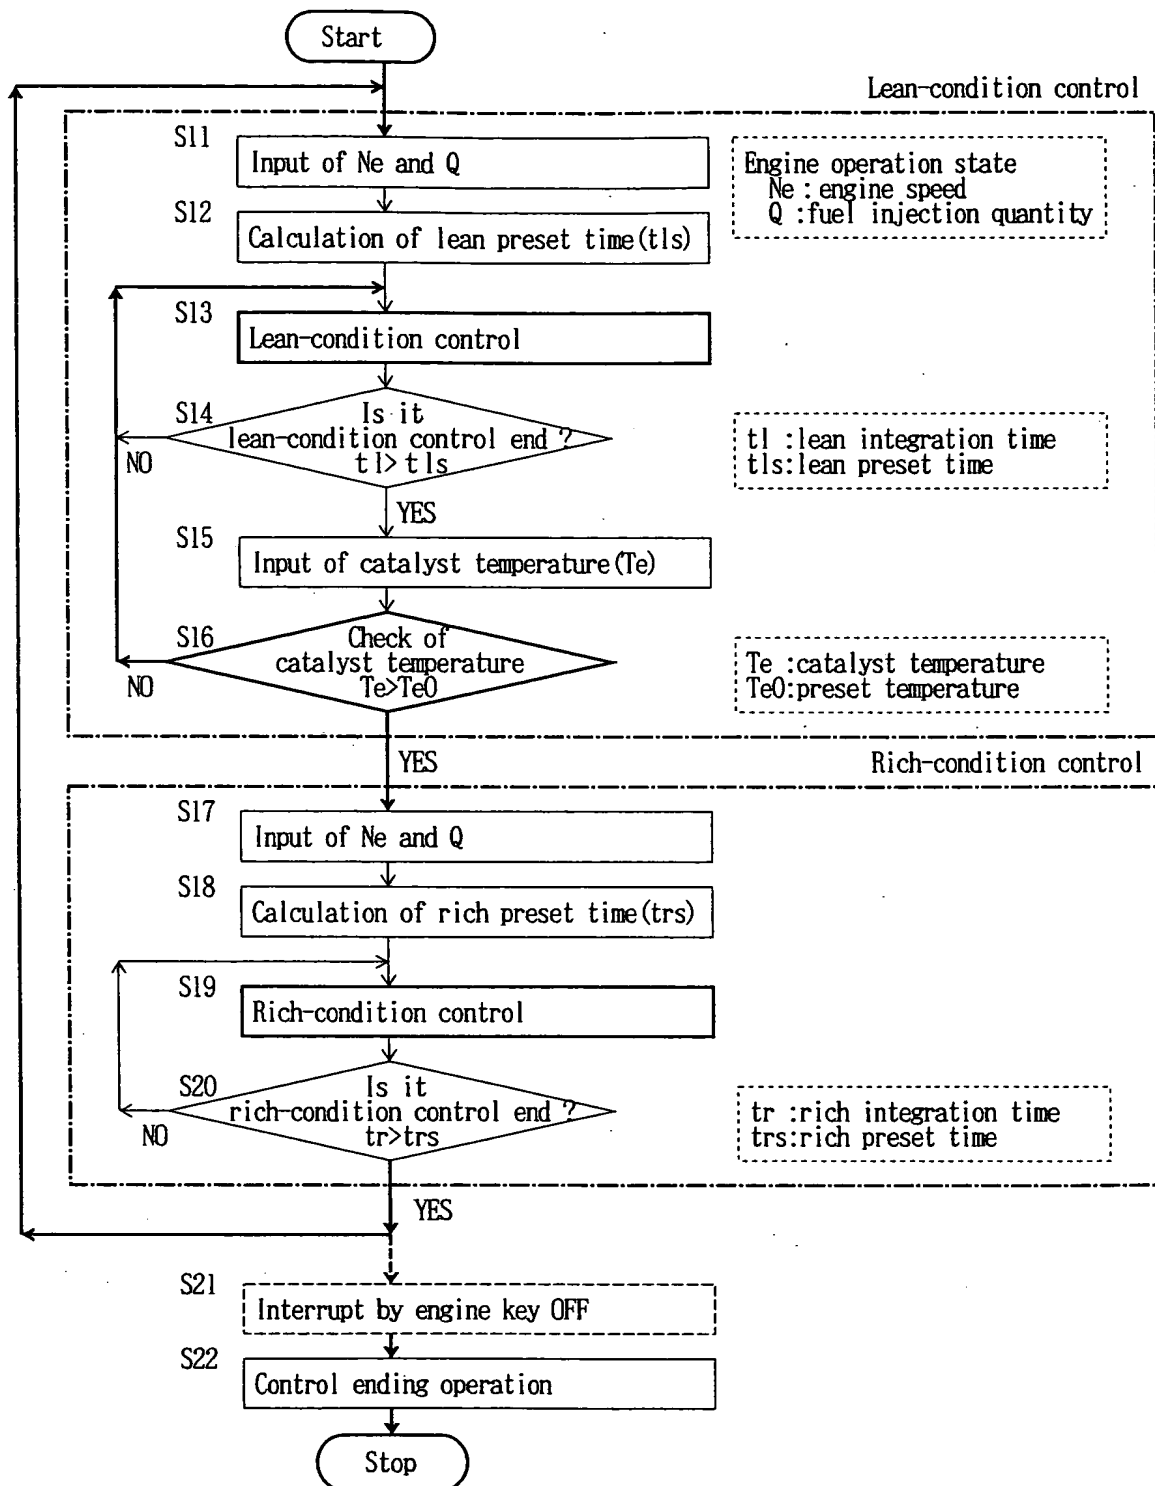 Start
Lean-condition control
S11
Input of Ne and Q
Engine operation state
Ne : engine speed
Q : fuel injection quantity
S12
Calculation of lean preset time(tls)
S13
Lean-condition control
S14
Is it
lean-condition control end ?
tl>tls
NO
YES
tl :lean integration time
tls:lean preset time
S15
Input of catalyst temperature(Te)
S16
Check of
catalyst temperature
Te>Te0
NO
YES
Te :catalyst temperature
Te0:preset temperature
Rich-condition control
S17
Input of Ne and Q
S18
Calculation of rich preset time(trs)
S19
Rich-condition control
S20
Is it
rich-condition control end ?
tr>trs
NO
YES
tr :rich integration time
trs:rich preset time
S21
Interrupt by engine key OFF
S22
Control ending operation
Stop